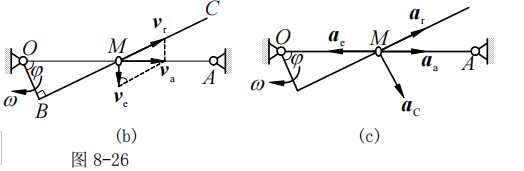 C
v_r
O
M
φ
v_a
A
ω
B
v_e
(b)
a_r
O
a_e
M
φ
a_a
A
ω
a_C
(c)
图 8-26